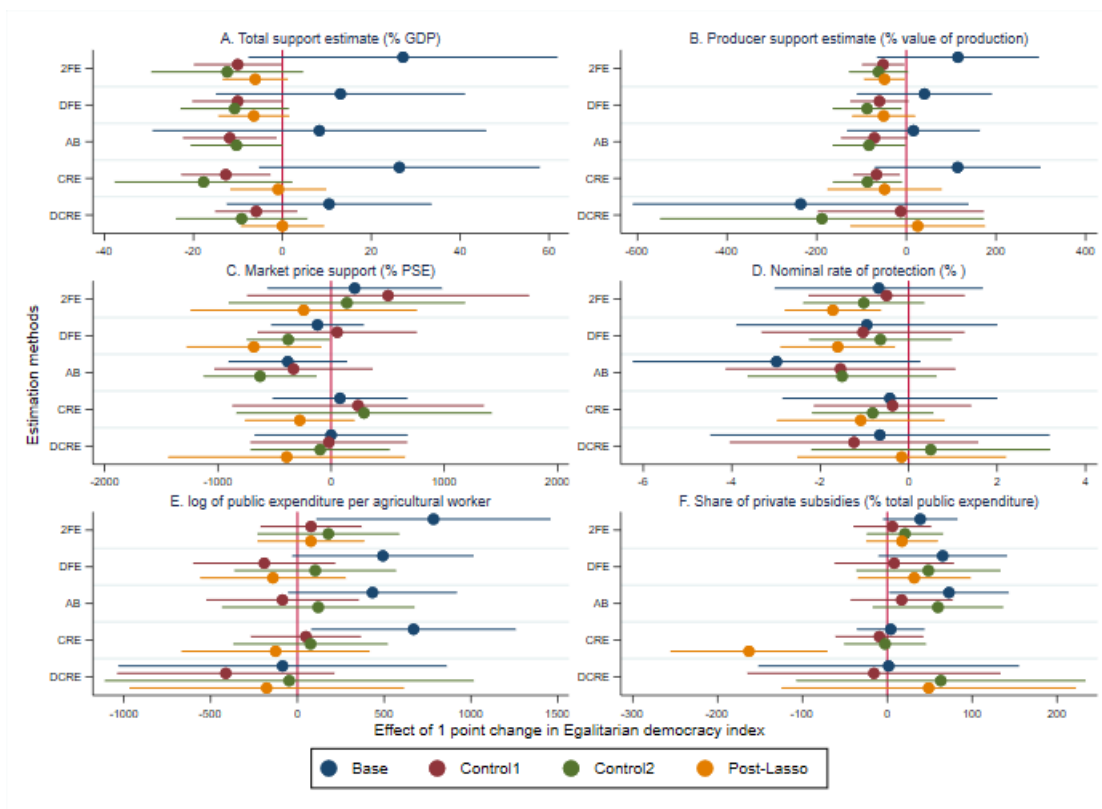 A. Total support estimate (% GDP)
2FE
DFE
AB
CRE
DCRE
-40 -20 0 20 40 60
B. Producer support estimate (% value of production)
2FE
DFE
AB
CRE
DCRE
-600 -400 -200 0 200 400
C. Market price support (% PSE)
2FE
DFE
AB
CRE
DCRE
-2000 -1000 0 1000 2000
D. Nominal rate of protection (% )
2FE
DFE
AB
CRE
DCRE
-6 -4 -2 0 2 4
E. log of public expenditure per agricultural worker
2FE
DFE
AB
CRE
DCRE
-1000 -500 0 500 1000 1500
F. Share of private subsidies (% total public expenditure)
2FE
DFE
AB
CRE
DCRE
-300 -200 -100 0 100 200
Estimation methods
Effect of 1 point change in Egalitarian democracy index
Base Control1 Control2 Post-Lasso